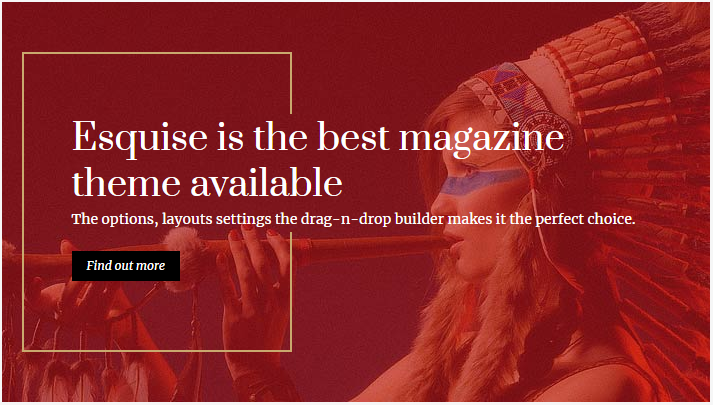 Esquise is the best magazine
theme available
The options, layouts settings the drag-n-drop builder makes it the perfect choice.
Find out more